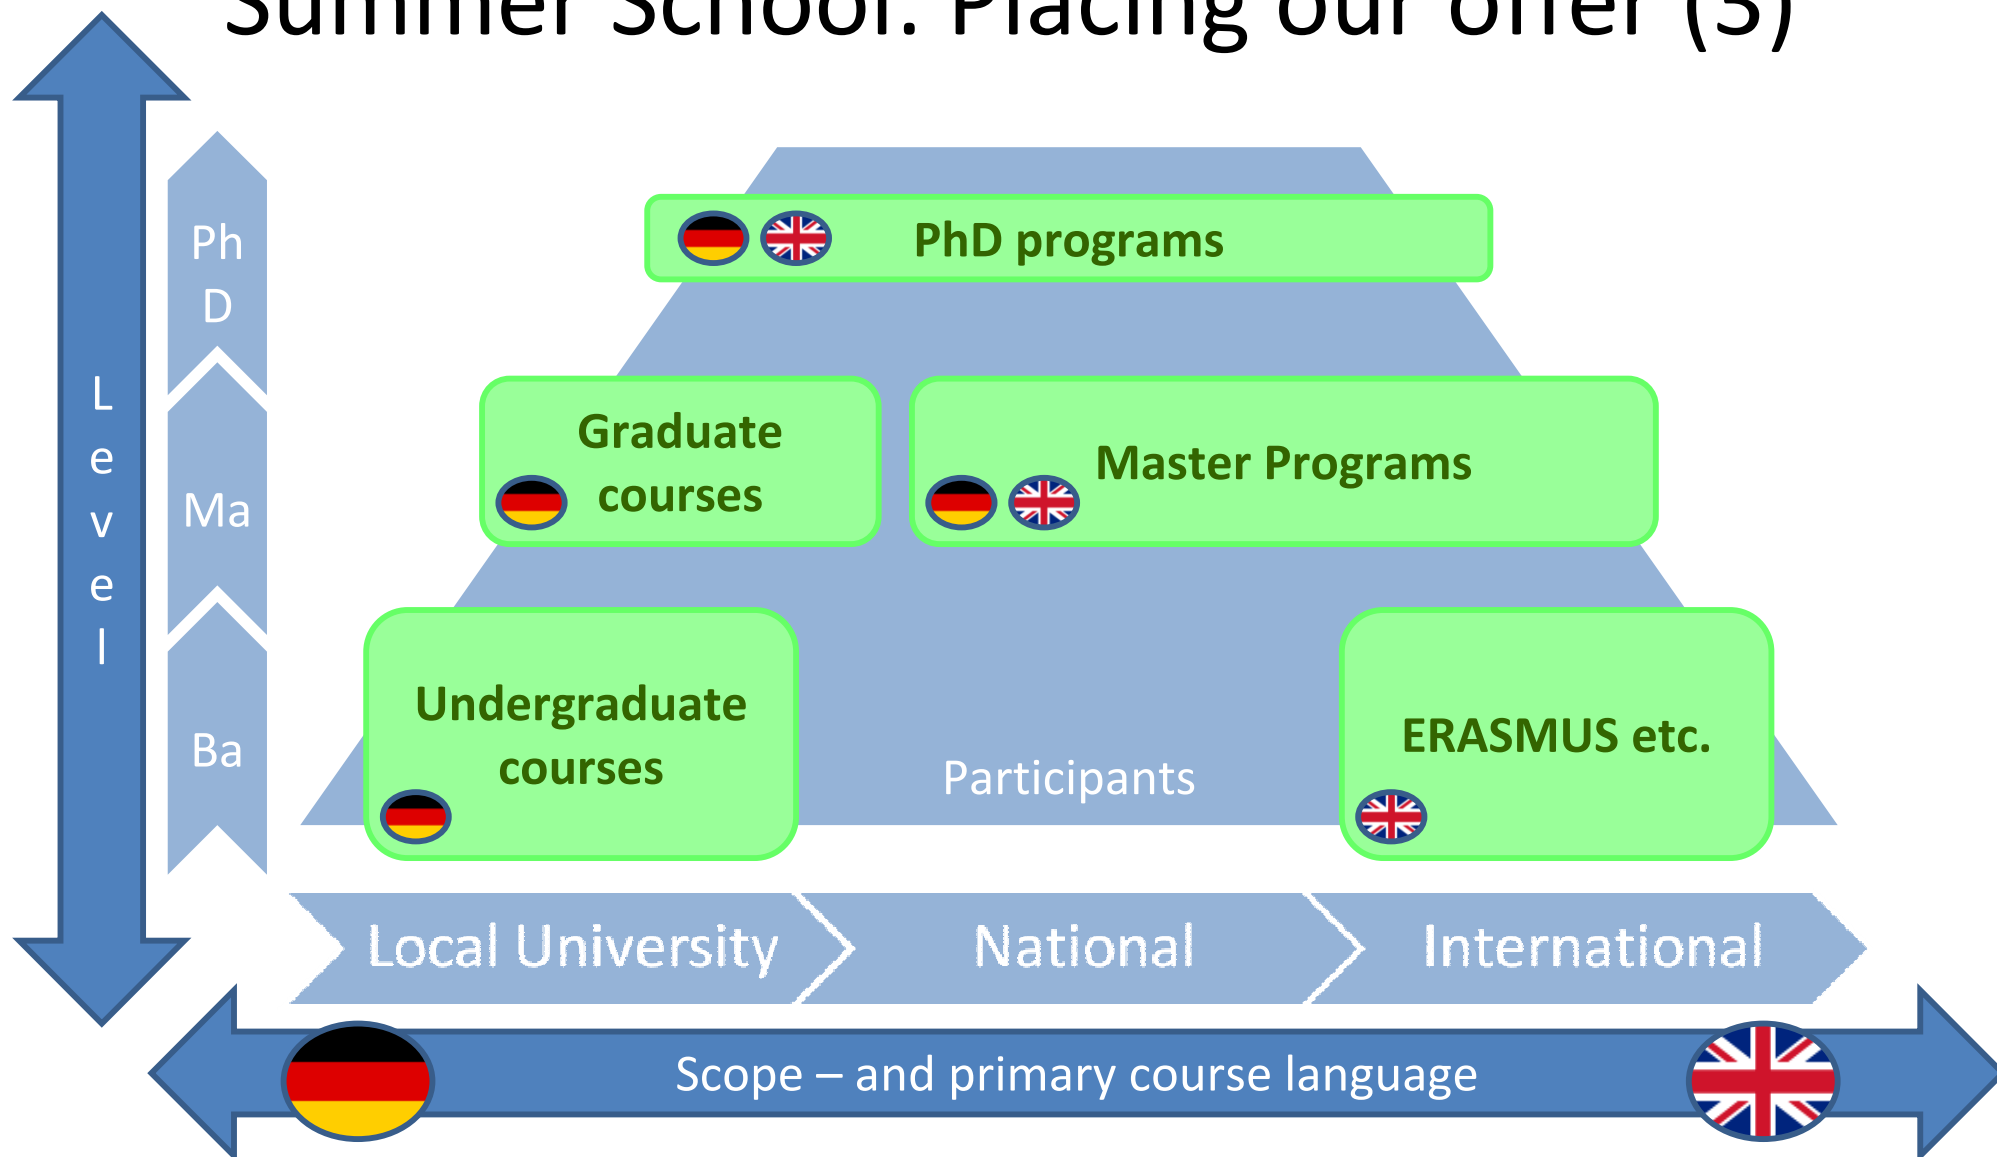 Summer School: Placing our offer (3)
Ph
D
Ma
Ba
L
e
v
e
l
PhD programs
Graduate
courses
Master Programs
Undergraduate
courses
ERASMUS etc.
Participants
Local University
National
International
Scope – and primary course language